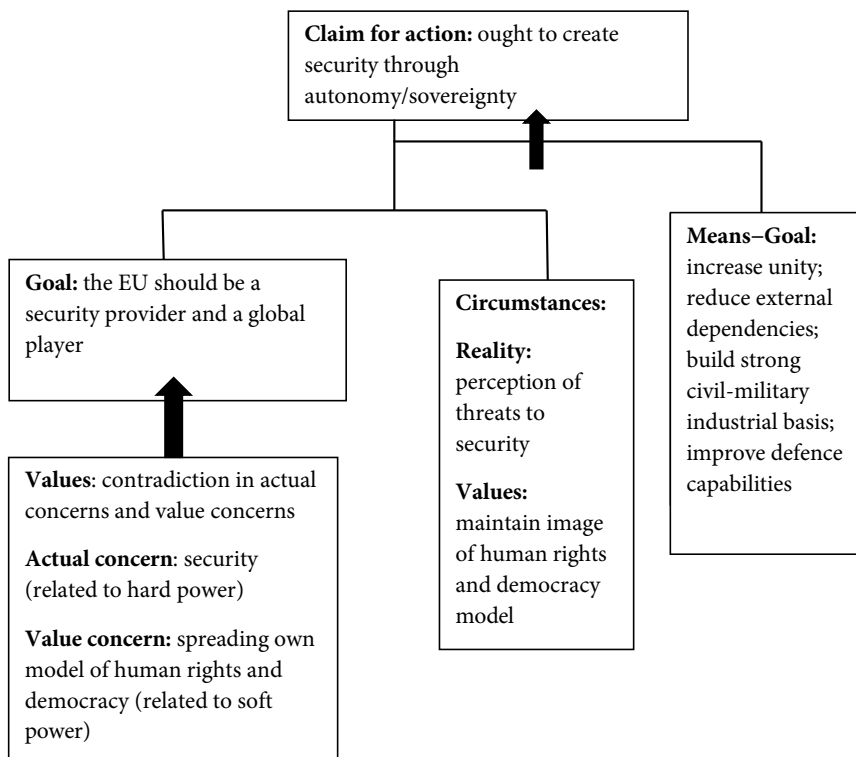 Claim for action: ought to create
security through
autonomy/sovereignty
Goal: the EU should be a
security provider and a global
player
Values: contradiction in actual
concerns and value concerns
Actual concern: security
(related to hard power)
Value concern: spreading own
model of human rights and
democracy (related to soft
power)
Circumstances:
Reality:
perception of
threats to
security
Values:
maintain image
of human rights
and democracy
model
Means–Goal:
increase unity;
reduce external
dependencies;
build strong
civil-military
industrial basis;
improve defence
capabilities